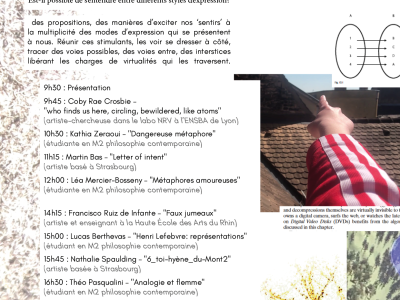 Est-il possible de s'entendre entre différents styles d'expression?
des propositions, des manières d'exciter nos 'sentirs' à
la multiplicité des modes d'expression qui se présentent
à nous. Réunir ces stimulants, les voir se dresser à côté,
tracer des voies possibles, des voies entre, des interstices
libérant les charges de virtualités qui les traversent.
9h30 : Présentation
9h45 : Coby Rae Crosbie -
"who finds us here, circling, bewildered, like atoms"
(artiste-chercheuse dans le labo NRV à l'ENSBA de Lyon)
10h30 : Kathia Zeraoui - "Dangereuse métaphore"
(étudiante en M2 philosophie contemporaine)
11h15 : Martin Bas - "Letter of intent"
(artiste basé à Strasbourg)
12h00 : Léa Mercier-Bosseny - "Métaphores amoureuses"
(étudiante en M2 philosophie contemporaine)
14h15 : Francisco Ruiz de Infante - "Faux jumeaux"
(artiste et enseignant à la Haute École des Arts du Rhin)
15h00 : Lucas Berthevas - "Henri Lefebvre: représentations"
(étudiant en M2 philosophie contemporaine)
15h45 : Nathalie Spaulding - "6_toi-hyène_du-Mont2"
(artiste basée à Strasbourg)
16h30 : Théo Pasqualini - "Analogie et flemme"
(étudiant en M2 philosophie contemporaine)
A
B
and decompressions themselves are virtually invisible to
owns a digital camera, surfs the web, or watches the late
on Digital Video Disks (DVDs) benefits from the algor
discussed in this chapter.